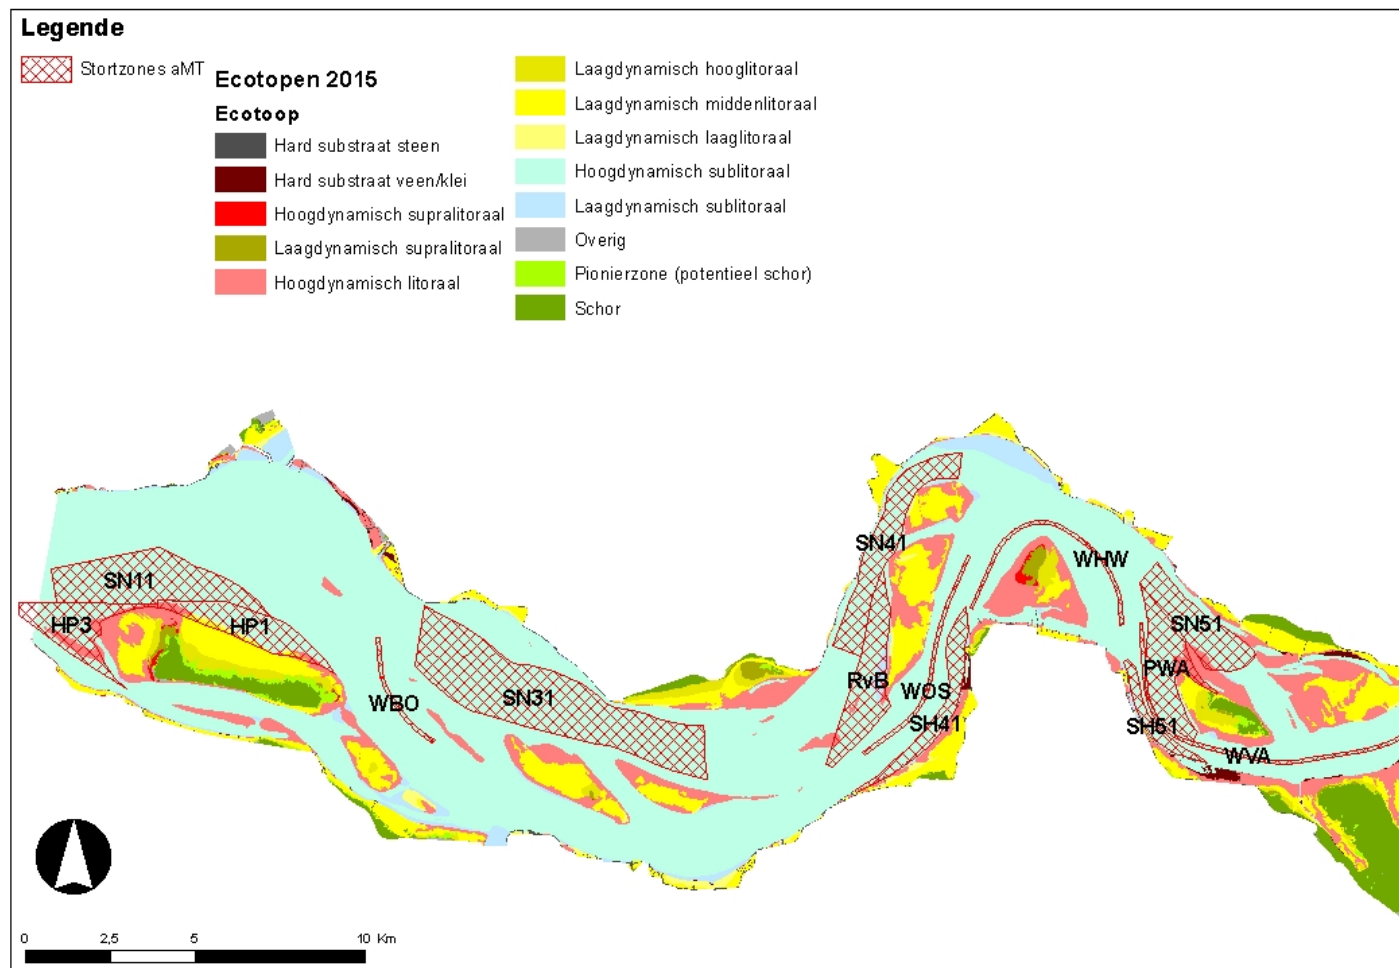 Legende
Stortzones aMT
Ecotopen 2015
Ecotoop
Hard substraat steen
Hard substraat veen/klei
Hoogdynamisch supralitoraal
Laagdynamisch supralitoraal
Hoogdynamisch litoraal
Laagdynamisch hooglitoraal
Laagdynamisch middenlitoraal
Laagdynamisch laaglitoraal
Hoogdynamisch sublitoraal
Laagdynamisch sublitoraal
Overig
Pionierzone (potentieel schor)
Schor
SN11
HP3
HP1
WBO
SN31
SN41
RvB
WOS
SH41
WHW
SN51
PWA
SH51
WVA
0 2,5 5 10 Km